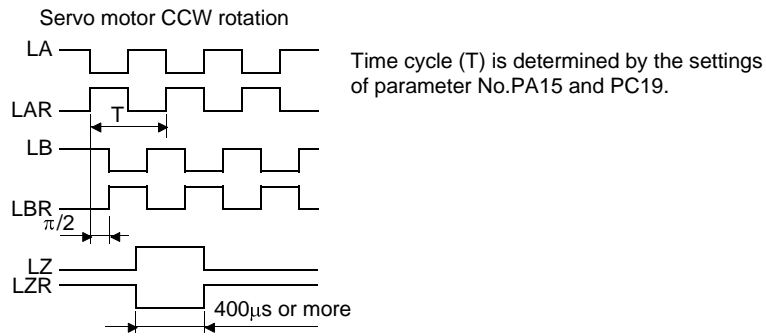 Servo motor CCW rotation
LA
Time cycle (T) is determined by the settings
of parameter No.PA15 and PC19.
LAR
T
LB
LBR
π/2
LZ
LZR
400μs or more